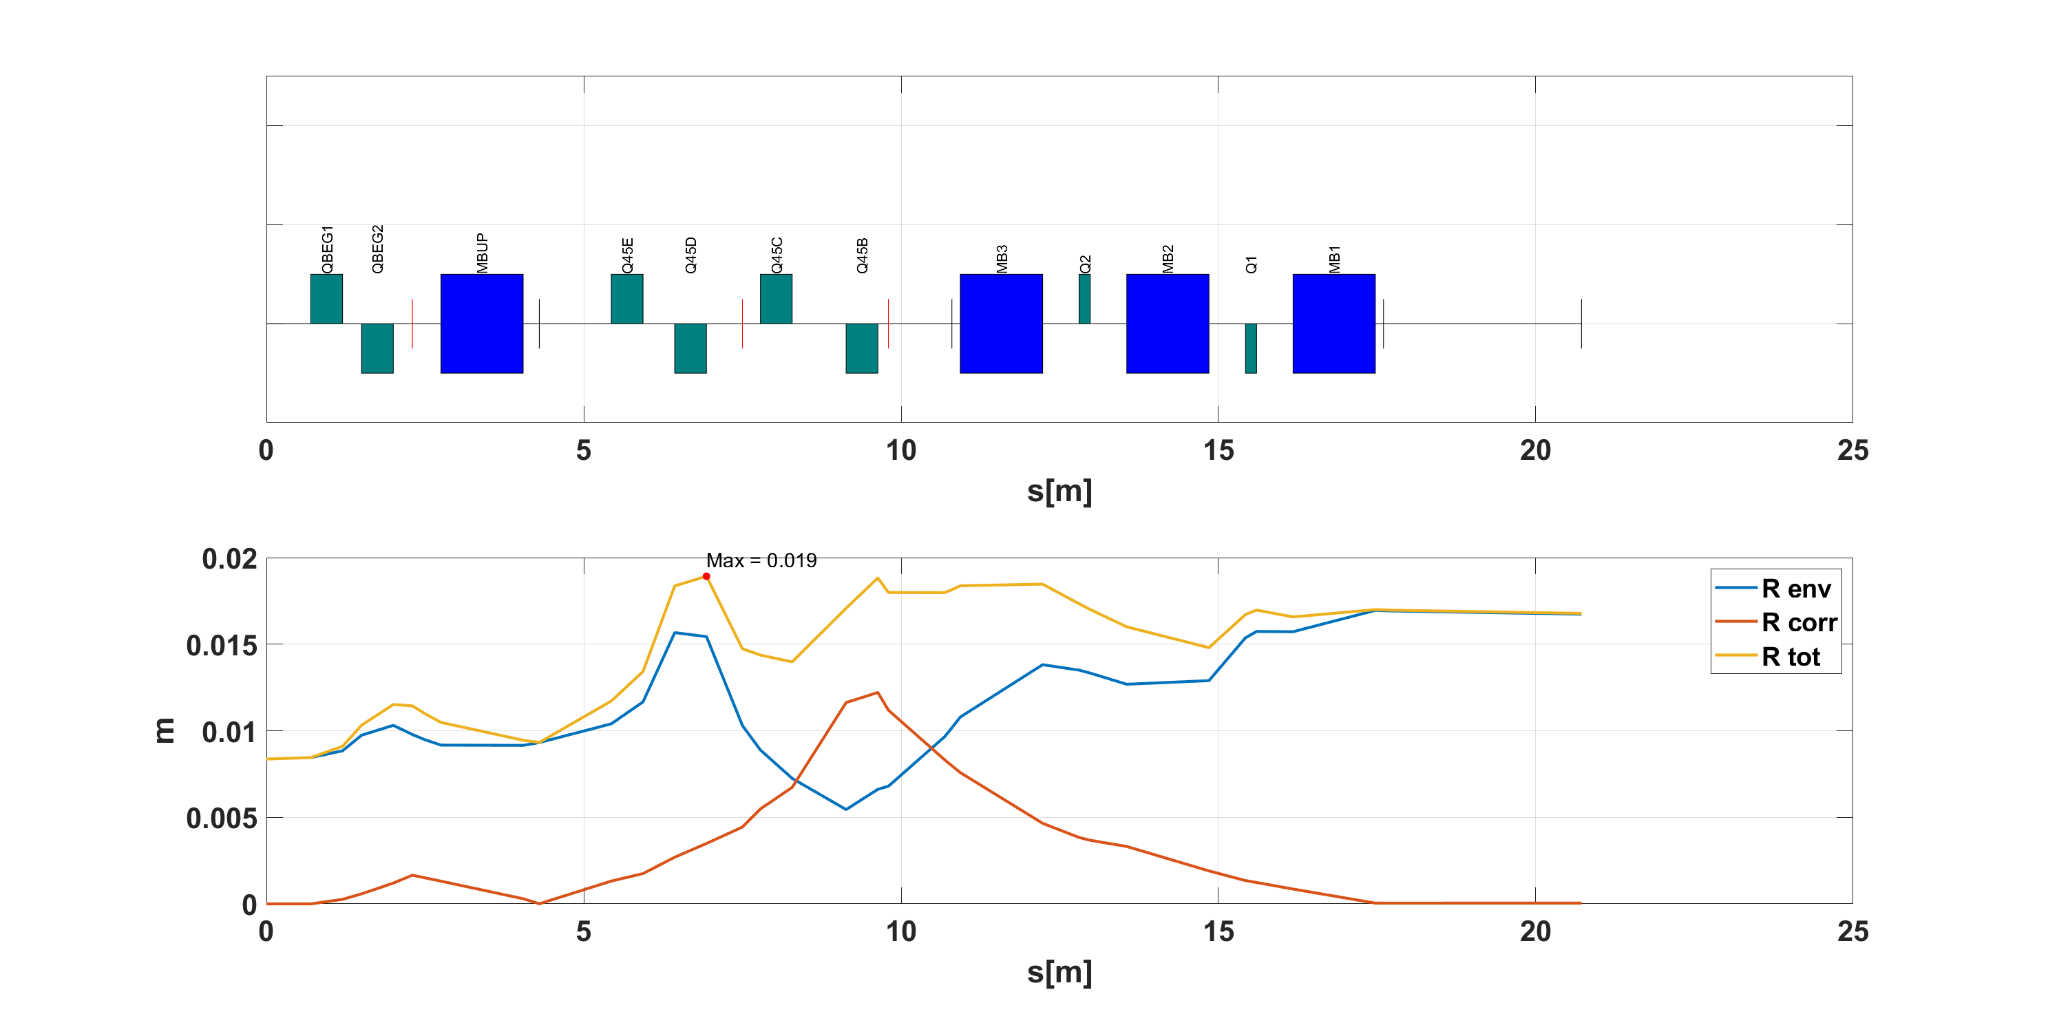 QBEG1 QBEG2 MBUP Q45E Q45D Q45C Q45B MB3 Q2 MB2 Q1 MB1
0 5 10 15 20 25
s[m]
Max = 0.019
0.02
0.015
0.01
0.005
0
m
R env
R corr
R tot
0 5 10 15 20 25
s[m]